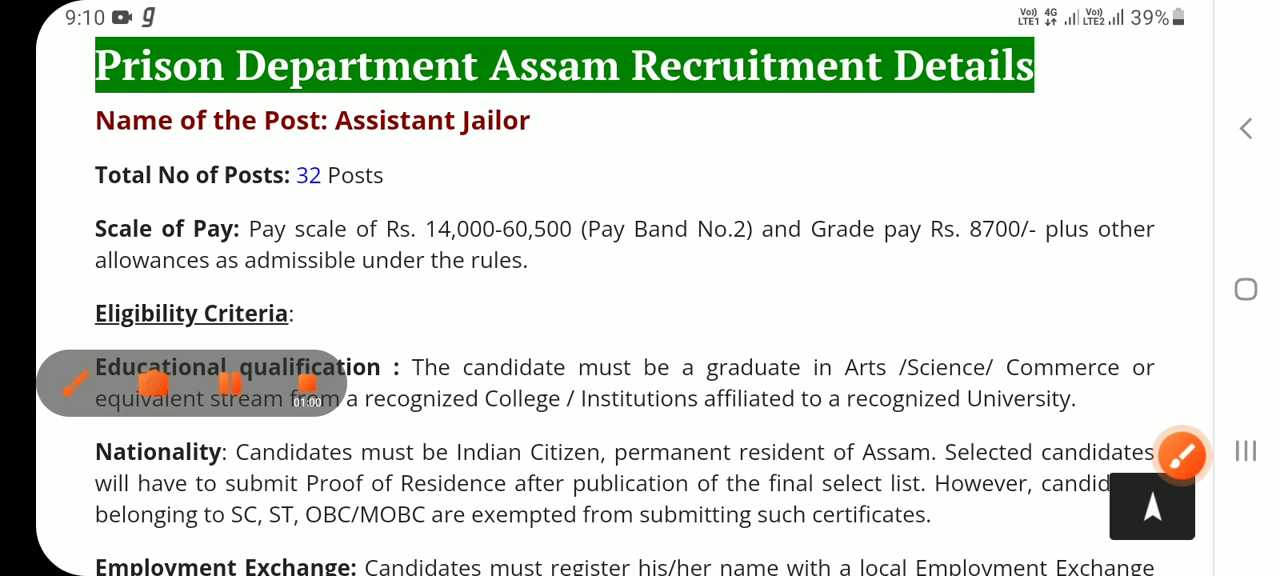 9:10 g Vo) LTE1 4G Vo) LTE2 39%
Prison Department Assam Recruitment Details
Name of the Post: Assistant Jailor
Total No of Posts: 32 Posts
Scale of Pay: Pay scale of Rs. 14,000-60,500 (Pay Band No.2) and Grade pay Rs. 8700/- plus other
allowances as admissible under the rules.
Eligibility Criteria:
Educational qualification : The candidate must be a graduate in Arts /Science/ Commerce or
equivalent stream from a recognized College / Institutions affiliated to a recognized University.
01:00
Nationality: Candidates must be Indian Citizen, permanent resident of Assam. Selected candidates
will have to submit Proof of Residence after publication of the final select list. However,
belonging to SC, ST, OBC/MOBC are exempted from submitting such certificates.
Employment Exchange: Candidates must register his/her name with a local Employment Exchange